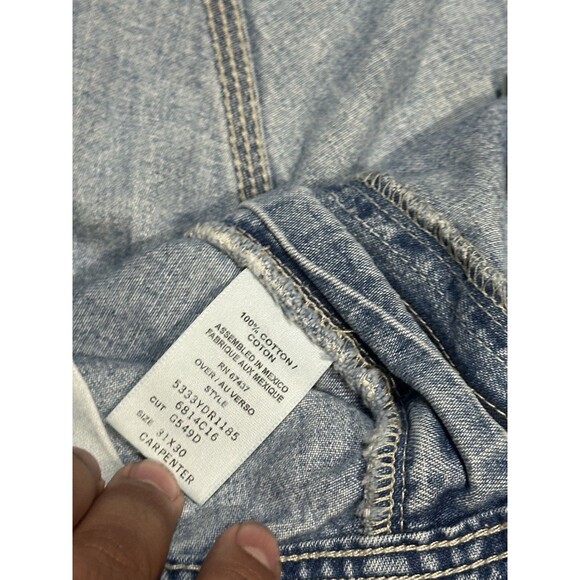 100% COTTON/
COTON
ASSEMBLED IN MEXICO
FABRIQUE AUX MEXIQUE
RN 67437
OVER/AU VERSO
STYLE
5333YDR1185
6814C16
CUT G549D
SIZE 31X30
CARPENTER